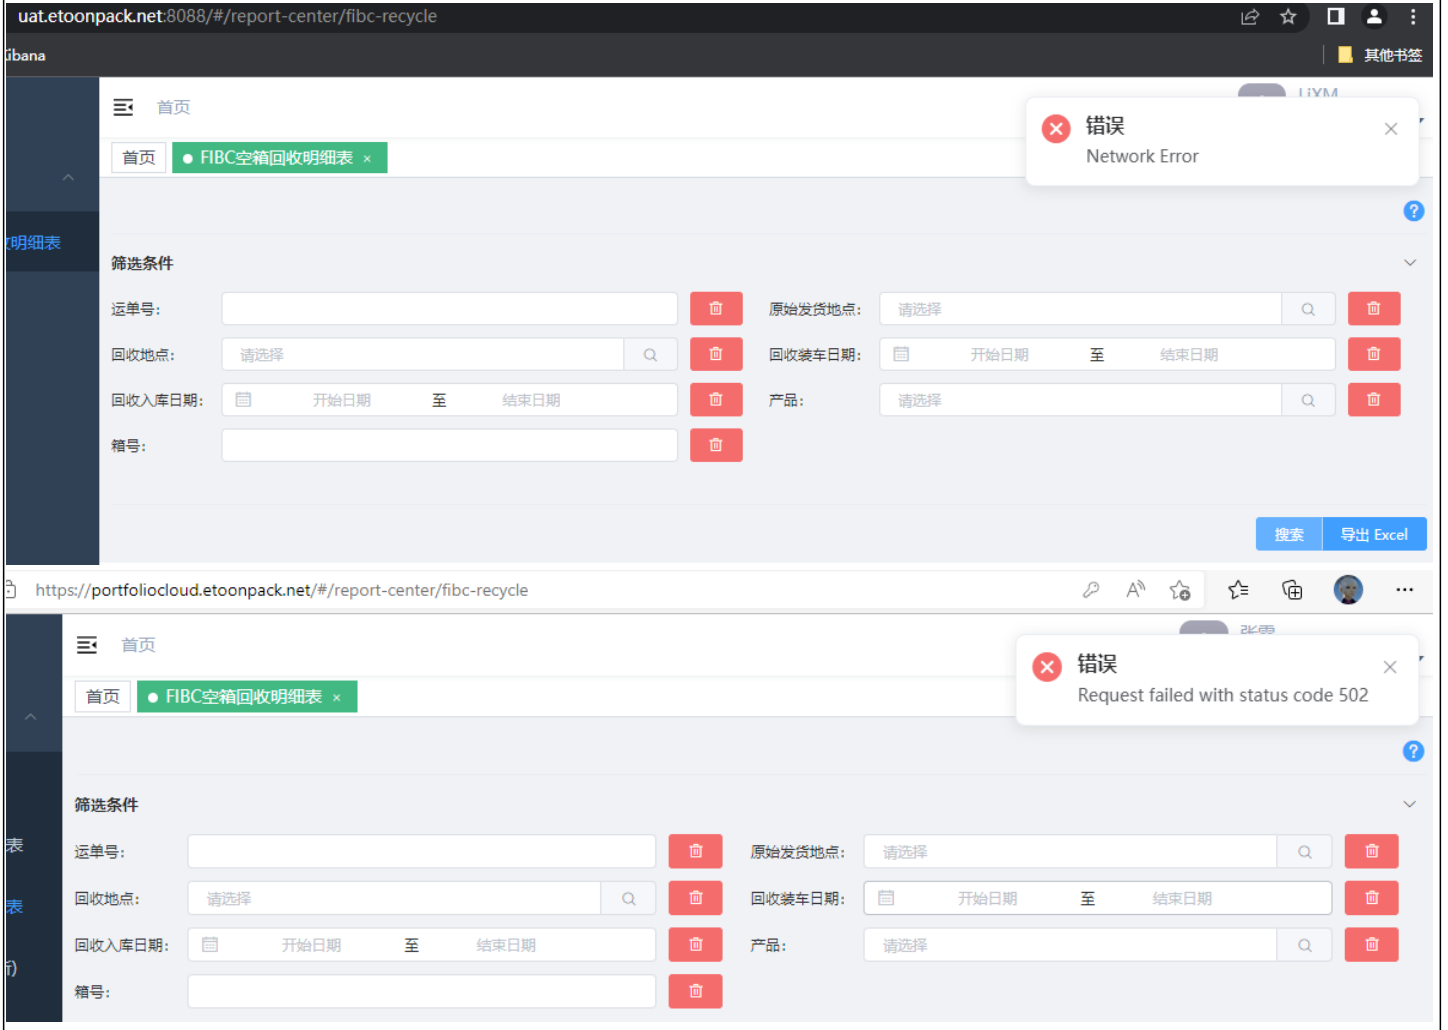 uat.etoonpack.net:8088/#/report-center/fibc-recycle
其他书签
首页
错误
Network Error
首页
FIBC空箱回收明细表 ×
明细表
筛选条件
运单号:
原始发货地点: 请选择
回收地点: 请选择
回收装车日期: 开始日期 至 结束日期
回收入库日期: 开始日期 至 结束日期
产品: 请选择
箱号:
搜索 导出 Excel
https://portfoliocloud.etoonpack.net/#/report-center/fibc-recycle
首页
错误
Request failed with status code 502
首页
FIBC空箱回收明细表 ×
筛选条件
表
运单号:
原始发货地点: 请选择
表
回收地点: 请选择
回收装车日期: 开始日期 至 结束日期
回收入库日期: 开始日期 至 结束日期
产品: 请选择
箱号: